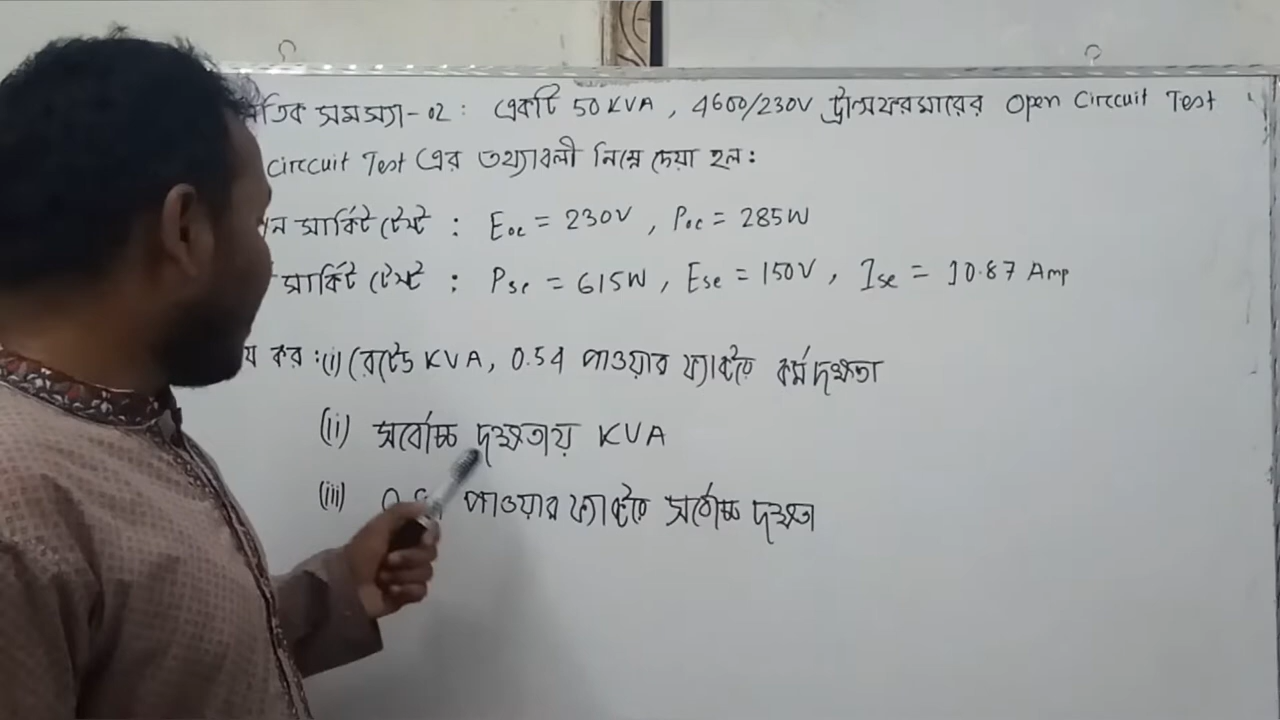 সমস্যা-02: একটি 50 KVA, 4600/230V ট্রান্সফরমারের Open Circuit Test
circuit Test এর তথ্যাবলী নিম্নে দেয়া হল:
সার্কিট টেস্ট : Eoc = 230V, Poc = 285W
সার্কিট টেস্ট : Psc = 615W, Esc = 150V, Isc = 10.87 Amp
কর : (i) রেটেড KVA, 0.54 পাওয়ার ফ্যাক্টরে কর্মদক্ষতা
(ii) সর্বোচ্চ দক্ষতায় KVA
(iii) পাওয়ার ফ্যাক্টরে সর্বোচ্চ দক্ষতা